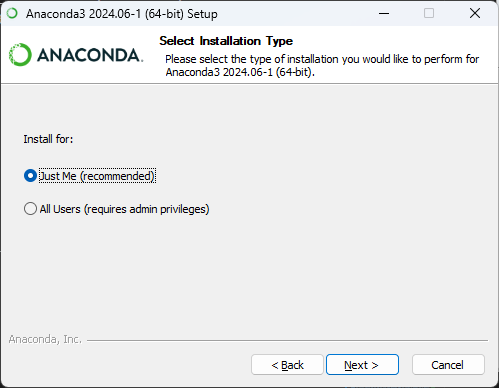 Anaconda3 2024.06-1 (64-bit) Setup
ANACONDA.
Select Installation Type
Please select the type of installation you would like to perform for
Anaconda3 2024.06-1 (64-bit).
Install for:
Just Me (recommended)
All Users (requires admin privileges)
Anaconda, Inc.
< Back
Next >
Cancel